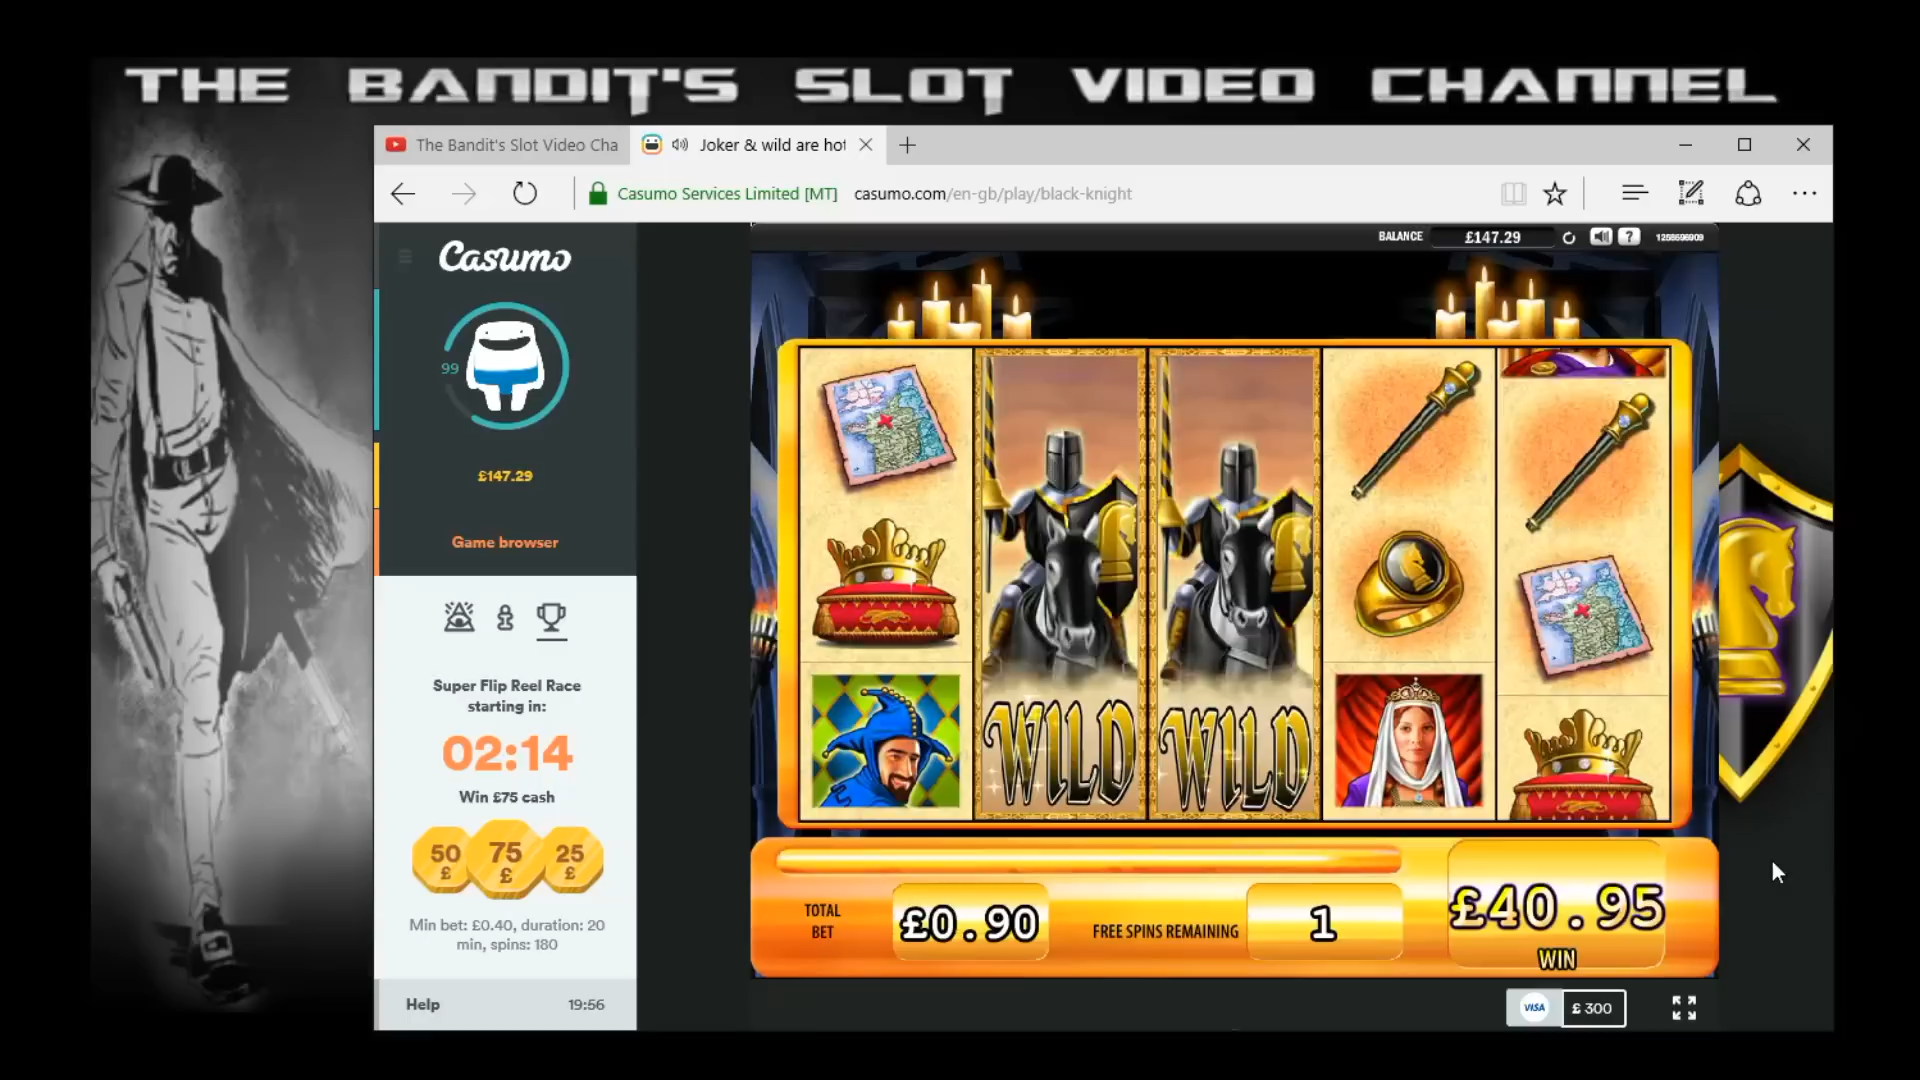 THE BANDIT'S SLOT VIDEO CHANNEL
The Bandit's Slot Video Cha
Joker & wild are hot
Casumo Services Limited [MT]
casumo.com/en-gb/play/black-knight
BALANCE
£147.29
?
1258596909
Casumo
99
£147.29
Game browser
Super Flip Reel Race
starting in:
02:14
Win £75 cash
50 £
75 £
25 £
Min bet: £0.40, duration: 20
min, spins: 180
Help
19:56
WILD
WILD
TOTAL
BET
£0.90
FREE SPINS REMAINING
1
£40.95
WIN
VISA
£ 300